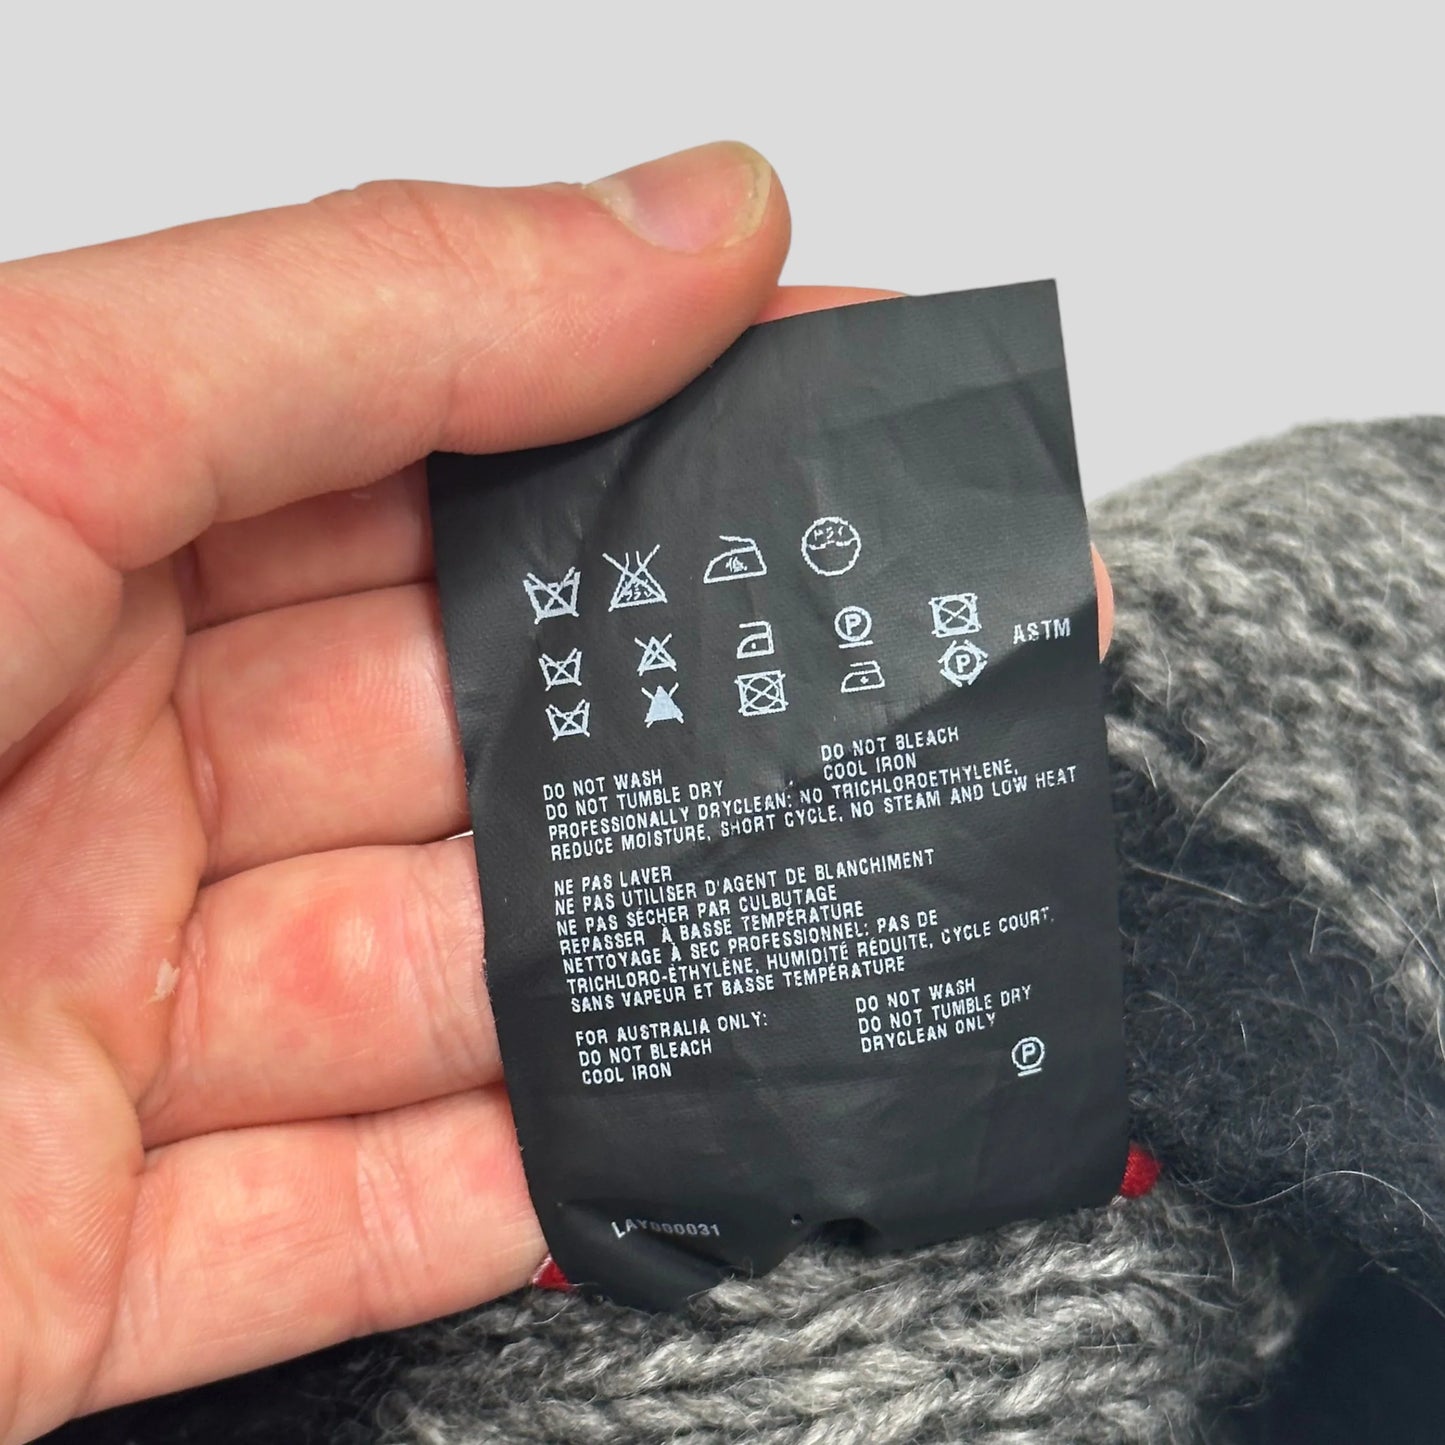 低
P
ASTM
P
DO NOT WASH
DO NOT BLEACH
DO NOT TUMBLE DRY
COOL IRON
PROFESSIONALLY DRYCLEAN: NO TRICHLOROETHYLENE,
REDUCE MOISTURE, SHORT CYCLE, NO STEAM AND LOW HEAT
NE PAS LAVER
NE PAS UTILISER D'AGENT DE BLANCHIMENT
NE PAS SÉCHER PAR CULBUTAGE
REPASSER À BASSE TEMPÉRATURE
NETTOYAGE À SEC PROFESSIONNEL: PAS DE
TRICHLORO-ÉTHYLÈNE, HUMIDITÉ RÉDUITE, CYCLE COURT,
SANS VAPEUR ET BASSE TEMPÉRATURE
FOR AUSTRALIA ONLY:
DO NOT BLEACH
COOL IRON
DO NOT WASH
DO NOT TUMBLE DRY
DRYCLEAN ONLY
P
LAY000031